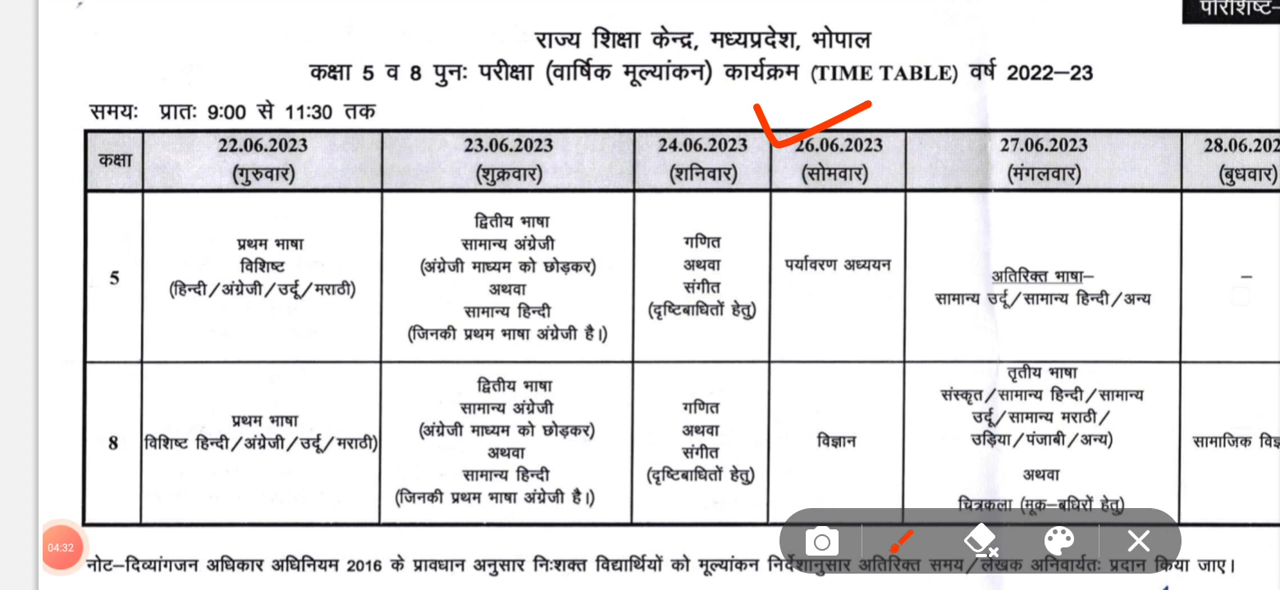 परिशिष्ट-
राज्य शिक्षा केन्द्र, मध्यप्रदेश, भोपाल
कक्षा 5 व 8 पुनः परीक्षा (वार्षिक मूल्यांकन) कार्यक्रम (TIME TABLE) वर्ष 2022–23
समयः प्रातः 9:00 से 11:30 तक
कक्षा
22.06.2023
(गुरुवार)
23.06.2023
(शुक्रवार)
24.06.2023
(शनिवार)
26.06.2023
(सोमवार)
27.06.2023
(मंगलवार)
28.06.202
(बुधवार)
5
प्रथम भाषा
विशिष्ट
(हिन्दी/अंग्रेजी/उर्दू/मराठी)
द्वितीय भाषा
सामान्य अंग्रेजी
(अंग्रेजी माध्यम को छोड़कर)
अथवा
सामान्य हिन्दी
(जिनकी प्रथम भाषा अंग्रेजी है।)
गणित
अथवा
संगीत
(दृष्टिबाधितों हेतु)
पर्यावरण अध्ययन
अतिरिक्त भाषा–
सामान्य उर्दू/सामान्य हिन्दी/अन्य
–
8
प्रथम भाषा
विशिष्ट हिन्दी/अंग्रेजी/उर्दू/मराठी)
द्वितीय भाषा
सामान्य अंग्रेजी
(अंग्रेजी माध्यम को छोड़कर)
अथवा
सामान्य हिन्दी
(जिनकी प्रथम भाषा अंग्रेजी है।)
गणित
अथवा
संगीत
(दृष्टिबाधितों हेतु)
विज्ञान
तृतीय भाषा
संस्कृत/सामान्य हिन्दी/सामान्य
उर्दू/सामान्य मराठी/
उड़िया/पंजाबी/अन्य)
अथवा
चित्रकला (मूक–बधिरों हेतु)
सामाजिक विज्ञ
04:32
नोट–दिव्यांगजन अधिकार अधिनियम 2016 के प्रावधान अनुसार निःशक्त विद्यार्थियों को मूल्यांकन निर्देशानुसार अतिरिक्त समय/लेखक अनिवार्यतः प्रदान किया जाए।